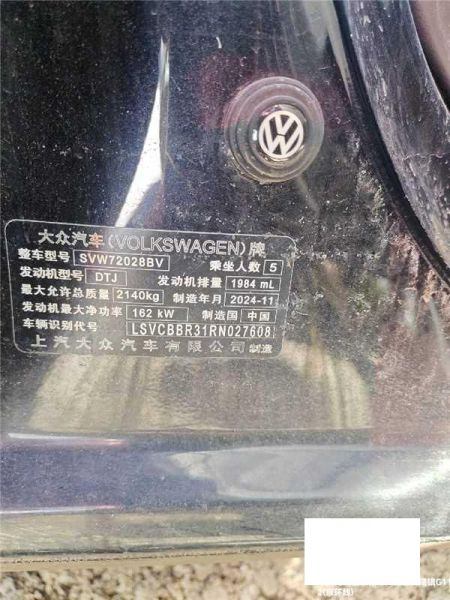 大众汽车(VOLKSWAGEN)牌
整车型号 SVW72028BV 乘坐人数 5
发动机型号 DTJ 发动机排量 1984 mL
最大允许总质量 2140kg 制造年月 2024-11
发动机最大净功率 162 kW 制造国 中国
车辆识别代号 LSVCBBR31RN027608
上汽大众汽车有限公司 制造